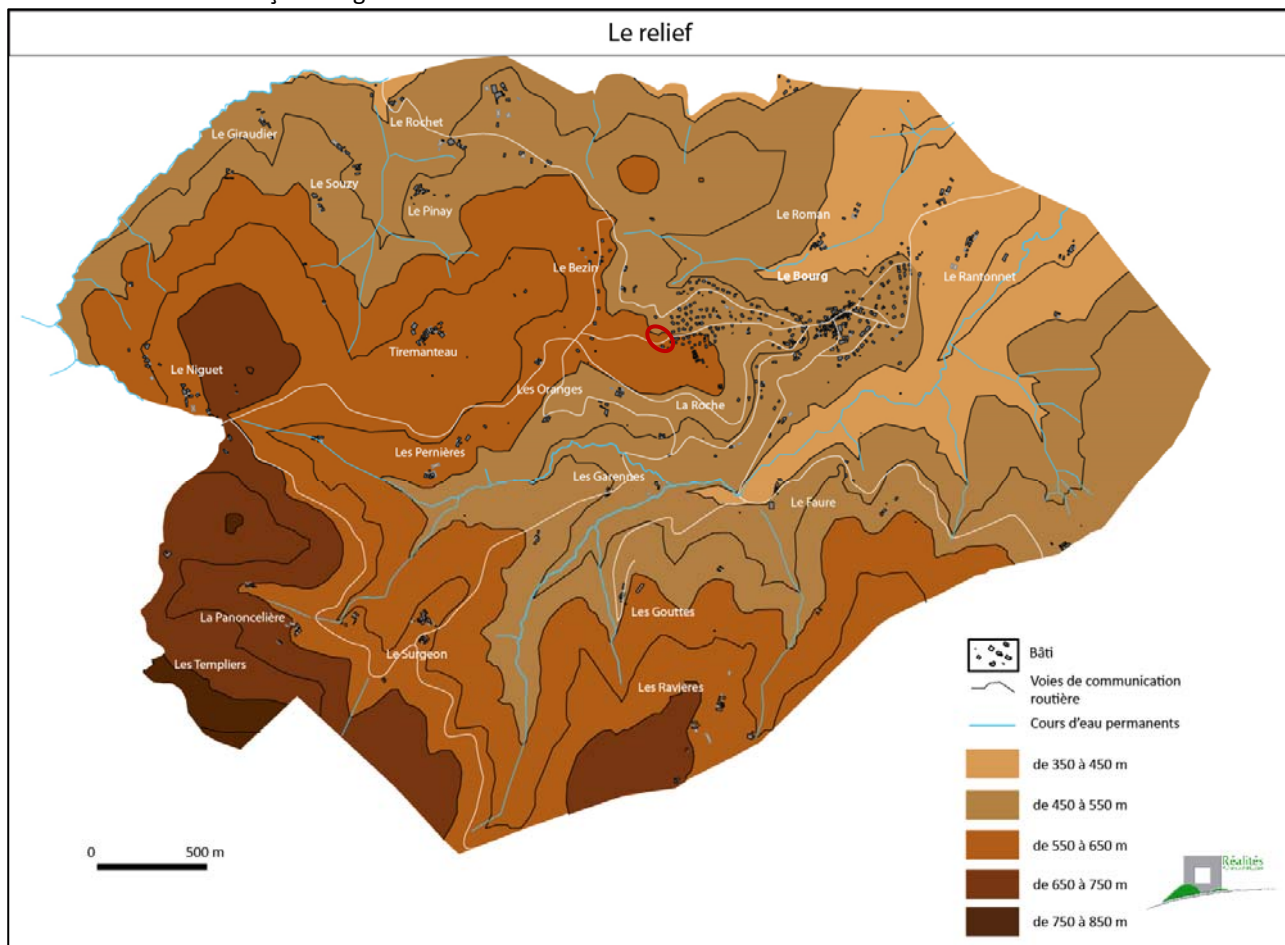 Le relief
Le Rochet
Le Giraudier
Le Souzy
Le Pinay
Le Roman
Le Bezin
Le Bourg
Le Rantonnet
Tiremanteau
Le Niguet
Les Oranges
La Roche
Les Pernières
Les Garendes
Le Faure
La Panoncelière
Les Gouttes
Le Surgeon
Les Templiers
Les Ravières
Bâti
Voies de communication
routière
Cours d'eau permanents
de 350 à 450 m
de 450 à 550 m
de 550 à 650 m
de 650 à 750 m
de 750 à 850 m
0 500 m
Réalités